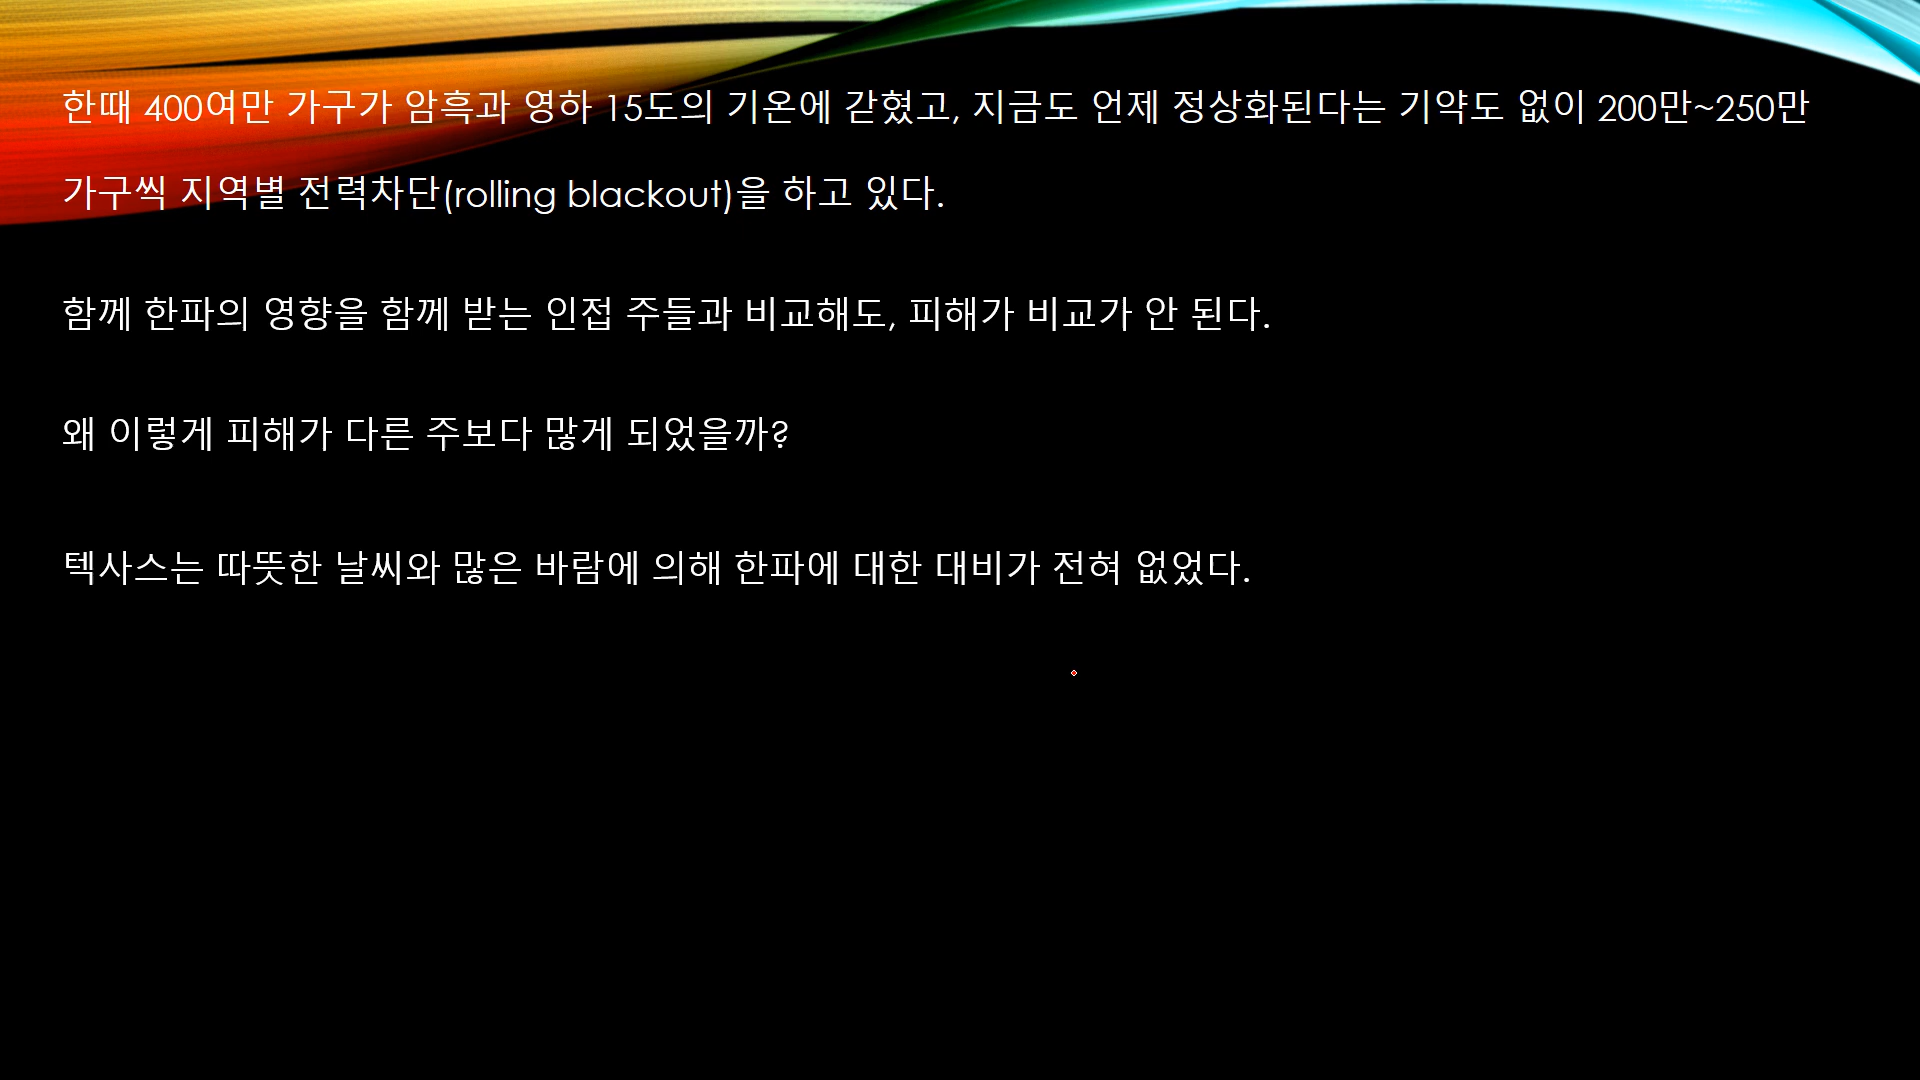 한때 400여만 가구가 암흑과 영하 15도의 기온에 갇혔고, 지금도 언제 정상화된다는 기약도 없이 200만~250만
가구씩 지역별 전력차단(rolling blackout)을 하고 있다.
함께 한파의 영향을 함께 받는 인접 주들과 비교해도, 피해가 비교가 안 된다.
왜 이렇게 피해가 다른 주보다 많게 되었을까?
텍사스는 따뜻한 날씨와 많은 바람에 의해 한파에 대한 대비가 전혀 없었다.